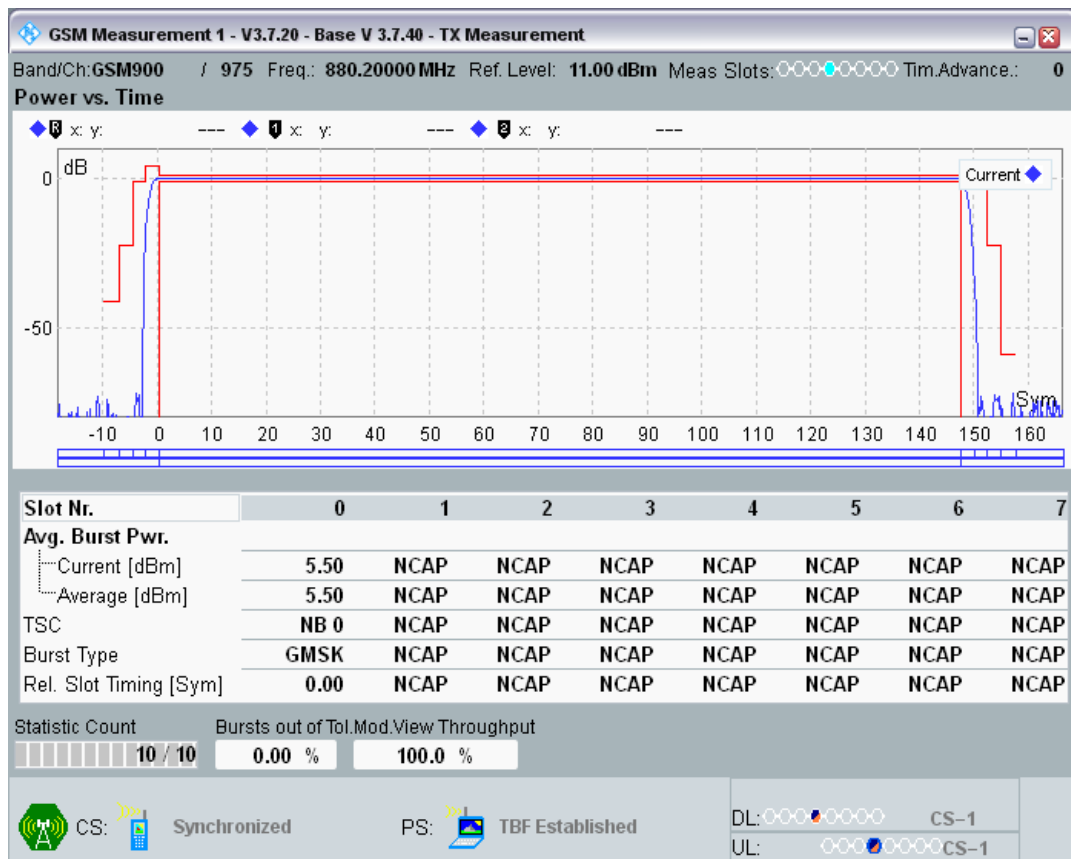 GSM Measurement 1 - V3.7.20 - Base V 3.7.40 - TX Measurement
Band/Ch:GSM900 / 975 Freq.: 880.20000 MHz Ref. Level: 11.00 dBm Meas Slots: Tim.Advance.: 0
Power vs. Time
R x: y: --- 1 x: y: --- 2 x: y: ---
dB
Current
0
-50
Sym
-10 0 10 20 30 40 50 60 70 80 90 100 110 120 130 140 150 160
Slot Nr. 0 1 2 3 4 5 6 7
Avg. Burst Pwr.
Current [dBm] 5.50 NCAP NCAP NCAP NCAP NCAP NCAP NCAP
Average [dBm] 5.50 NCAP NCAP NCAP NCAP NCAP NCAP NCAP
TSC NB 0 NCAP NCAP NCAP NCAP NCAP NCAP NCAP
Burst Type GMSK NCAP NCAP NCAP NCAP NCAP NCAP NCAP
Rel. Slot Timing [Sym] 0.00 NCAP NCAP NCAP NCAP NCAP NCAP NCAP
Statistic Count Bursts out of Tol.Mod.View Throughput
10 / 10 0.00 % 100.0 %
CS: Synchronized PS: TBF Established DL: CS-1
UL: CS-1